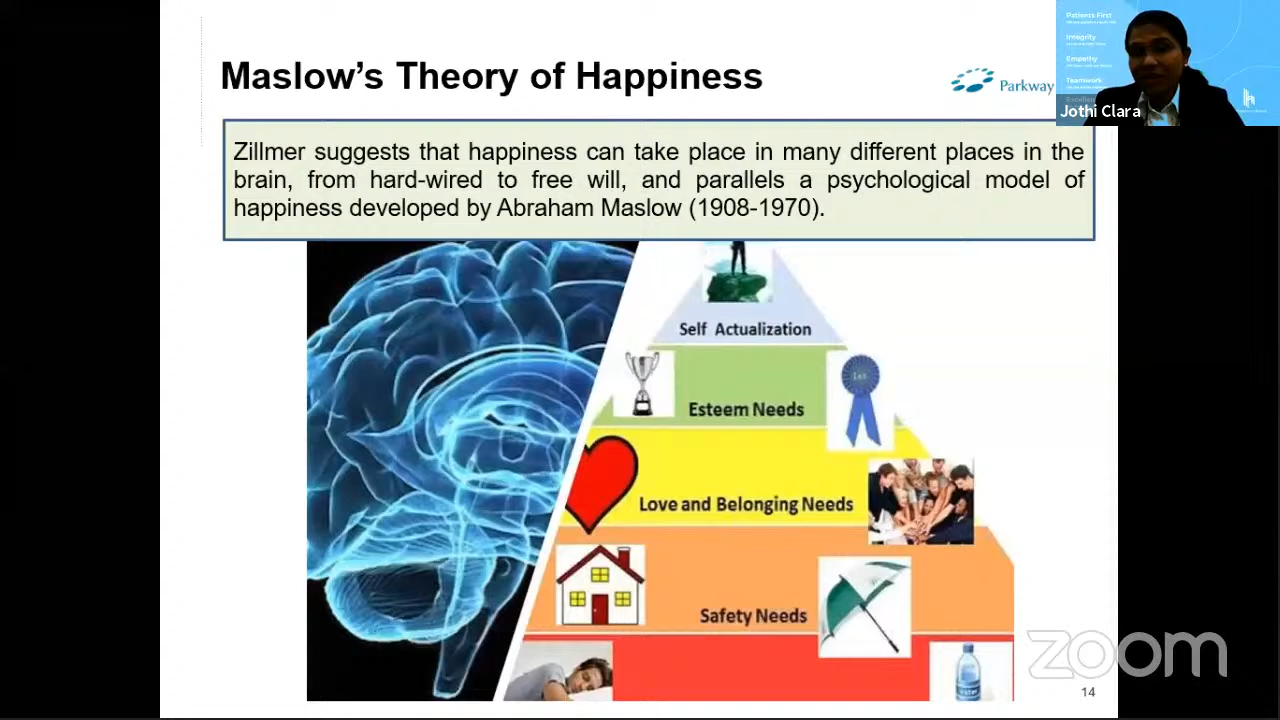 Maslow's Theory of Happiness
Parkway
Patients First
Integrity
Empathy
Teamwork
Jothi Clara
Zillmer suggests that happiness can take place in many different places in the
brain, from hard-wired to free will, and parallels a psychological model of
happiness developed by Abraham Maslow (1908-1970).
Self Actualization
1st
Esteem Needs
Love and Belonging Needs
Safety Needs
Water
zoom
14